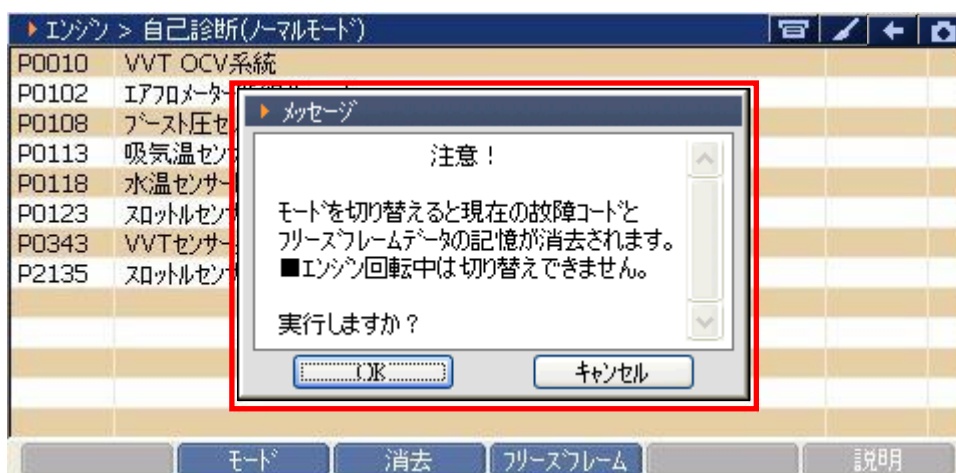 エンジン > 自己診断(ノーマルモード)
P0010 VVT OCV系統
P0102 エアフロメーター
P0108 ブースト圧セ
P0113 吸気温セン
P0118 水温センサー
P0123 スロットルセン
P0343 VVTセンサー
P2135 スロットルセン
メッセージ
注意!
モードを切り替えると現在の故障コードと
フリーズフレームデータの記憶が消去されます。
■エンジン回転中は切り替えできません。
実行しますか?
OK キャンセル
モード 消去 フリーズフレーム 説明